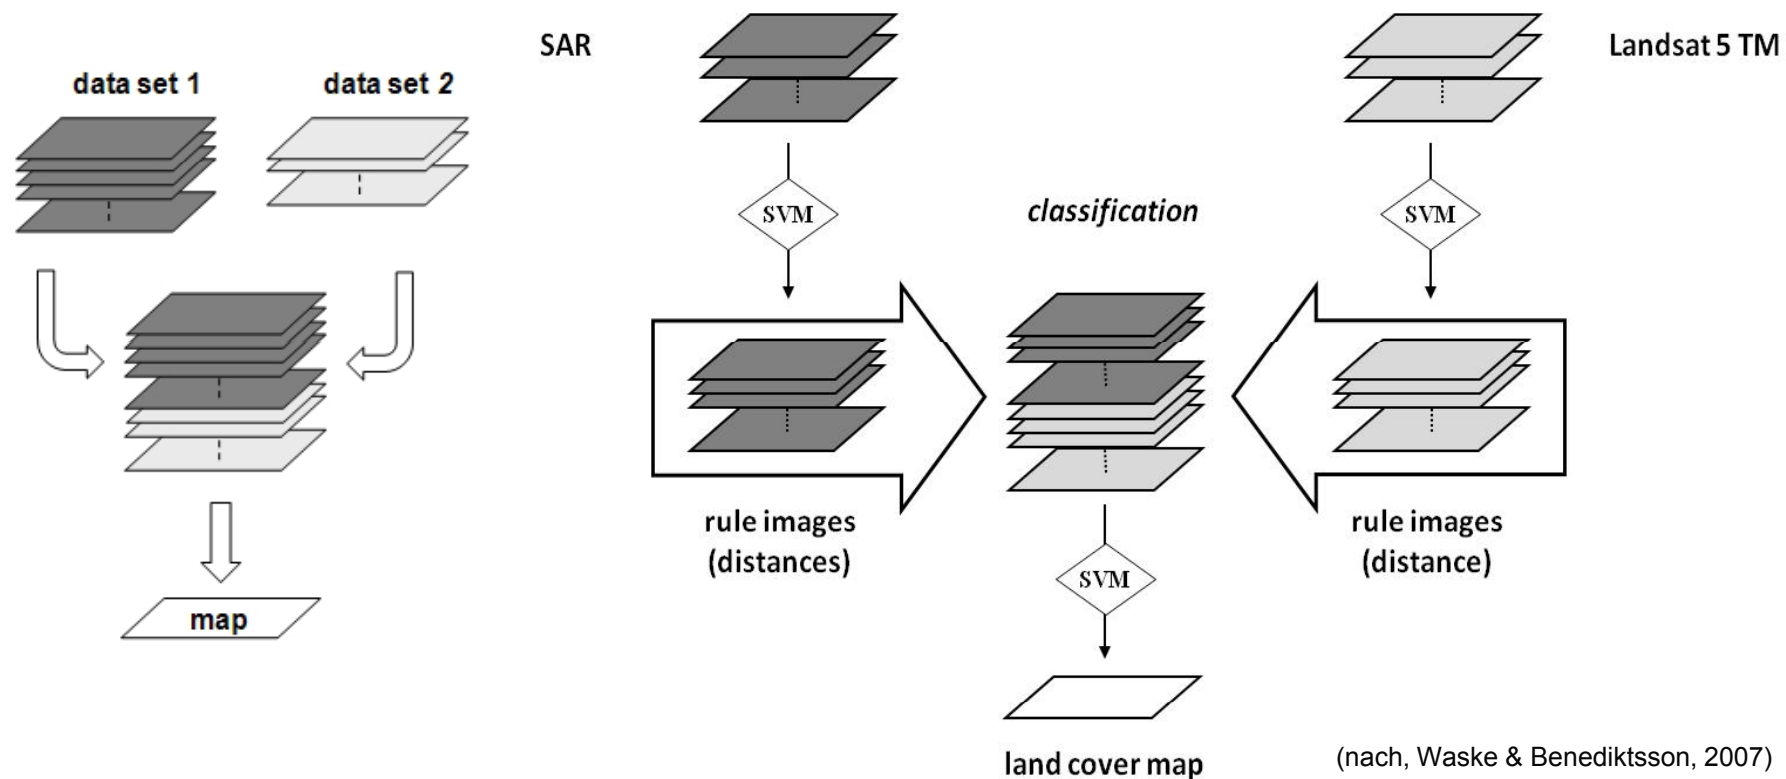 data set 1
data set 2
map
SAR
Landsat 5 TM
SVM
classification
SVM
rule images
(distances)
rule images
(distance)
SVM
land cover map
(nach, Waske & Benediktsson, 2007)